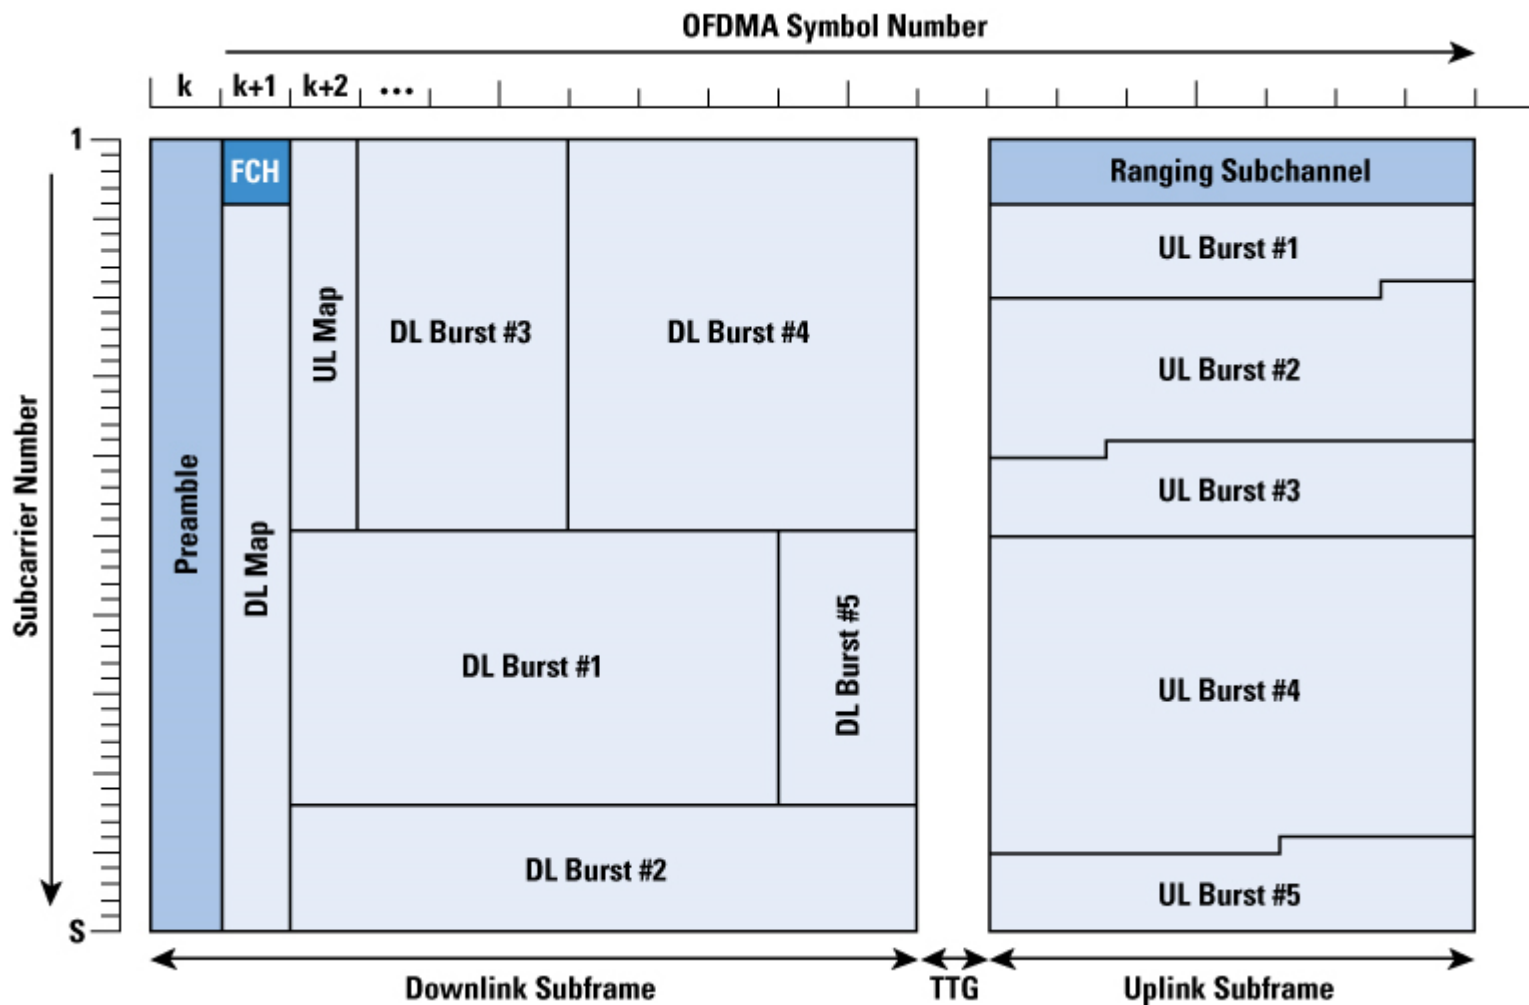 OFDMA Symbol Number
k k+1 k+2 ...
1
FCH
Ranging Subchannel
UL Burst #1
UL Map
DL Burst #3
DL Burst #4
UL Burst #2
Subcarrier Number
Preamble
DL Map
UL Burst #3
DL Burst #1
DL Burst #5
UL Burst #4
DL Burst #2
UL Burst #5
S
Downlink Subframe
TTG
Uplink Subframe